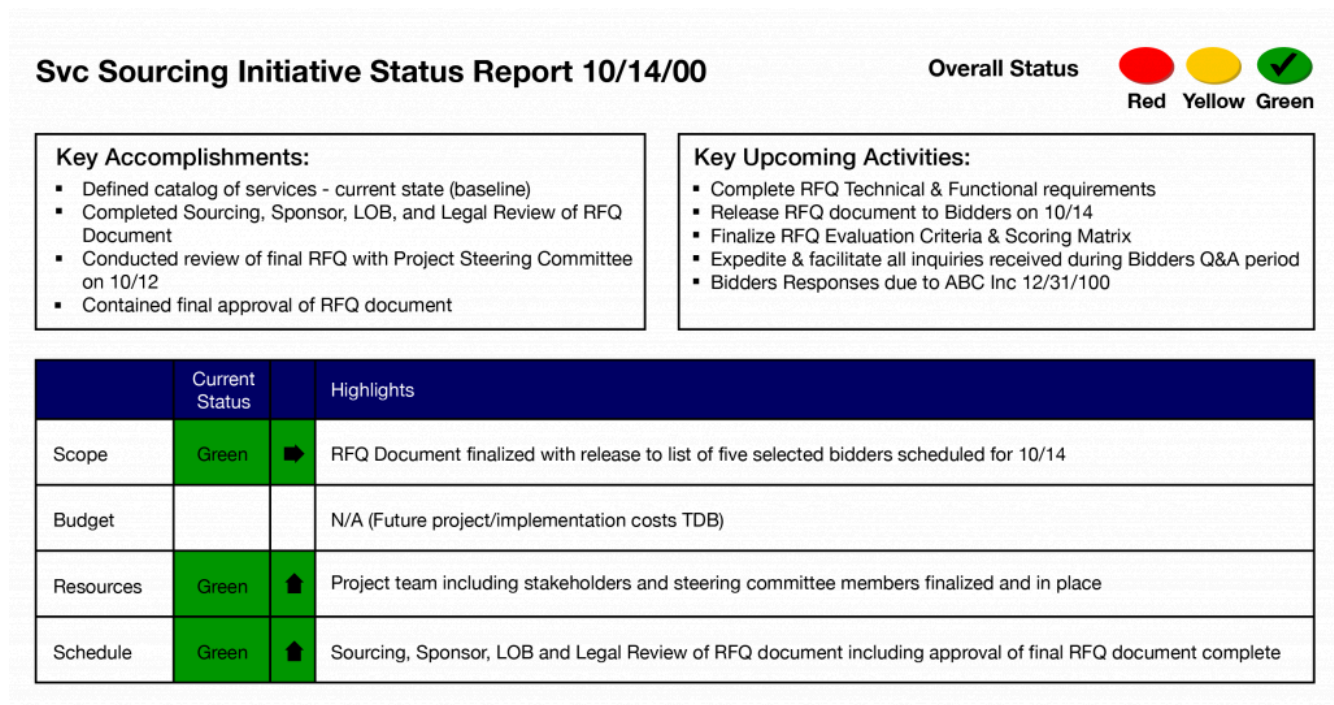 Svc Sourcing Initiative Status Report 10/14/00
Overall Status
Red Yellow Green
Key Accomplishments:
▪ Defined catalog of services - current state (baseline)
▪ Completed Sourcing, Sponsor, LOB, and Legal Review of RFQ
Document
▪ Conducted review of final RFQ with Project Steering Committee
on 10/12
▪ Contained final approval of RFQ document
Key Upcoming Activities:
▪ Complete RFQ Technical & Functional requirements
▪ Release RFQ document to Bidders on 10/14
▪ Finalize RFQ Evaluation Criteria & Scoring Matrix
▪ Expedite & facilitate all inquiries received during Bidders Q&A period
▪ Bidders Responses due to ABC Inc 12/31/100
Current
Status
Highlights
Scope Green RFQ Document finalized with release to list of five selected bidders scheduled for 10/14
Budget N/A (Future project/implementation costs TDB)
Resources Green Project team including stakeholders and steering committee members finalized and in place
Schedule Green Sourcing, Sponsor, LOB and Legal Review of RFQ document including approval of final RFQ document complete